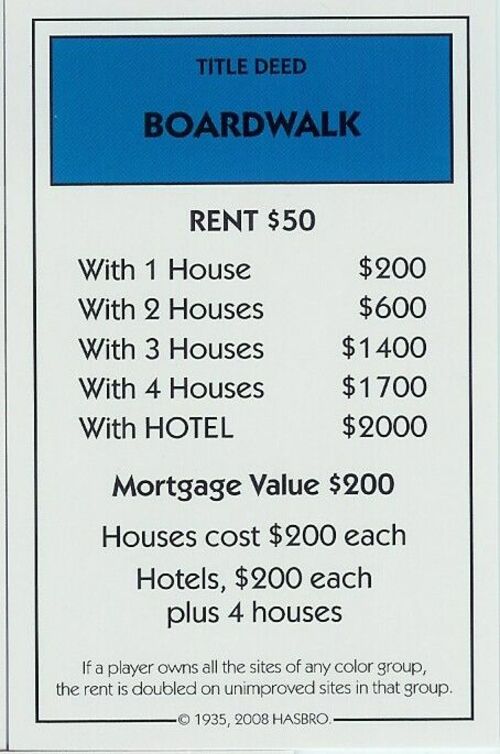 TITLE DEED
BOARDWALK
RENT $50
With 1 House $200
With 2 Houses $600
With 3 Houses $1400
With 4 Houses $1700
With HOTEL $2000
Mortgage Value $200
Houses cost $200 each
Hotels, $200 each
plus 4 houses
If a player owns all the sites of any color group,
the rent is doubled on unimproved sites in that group.
© 1935, 2008 HASBRO.